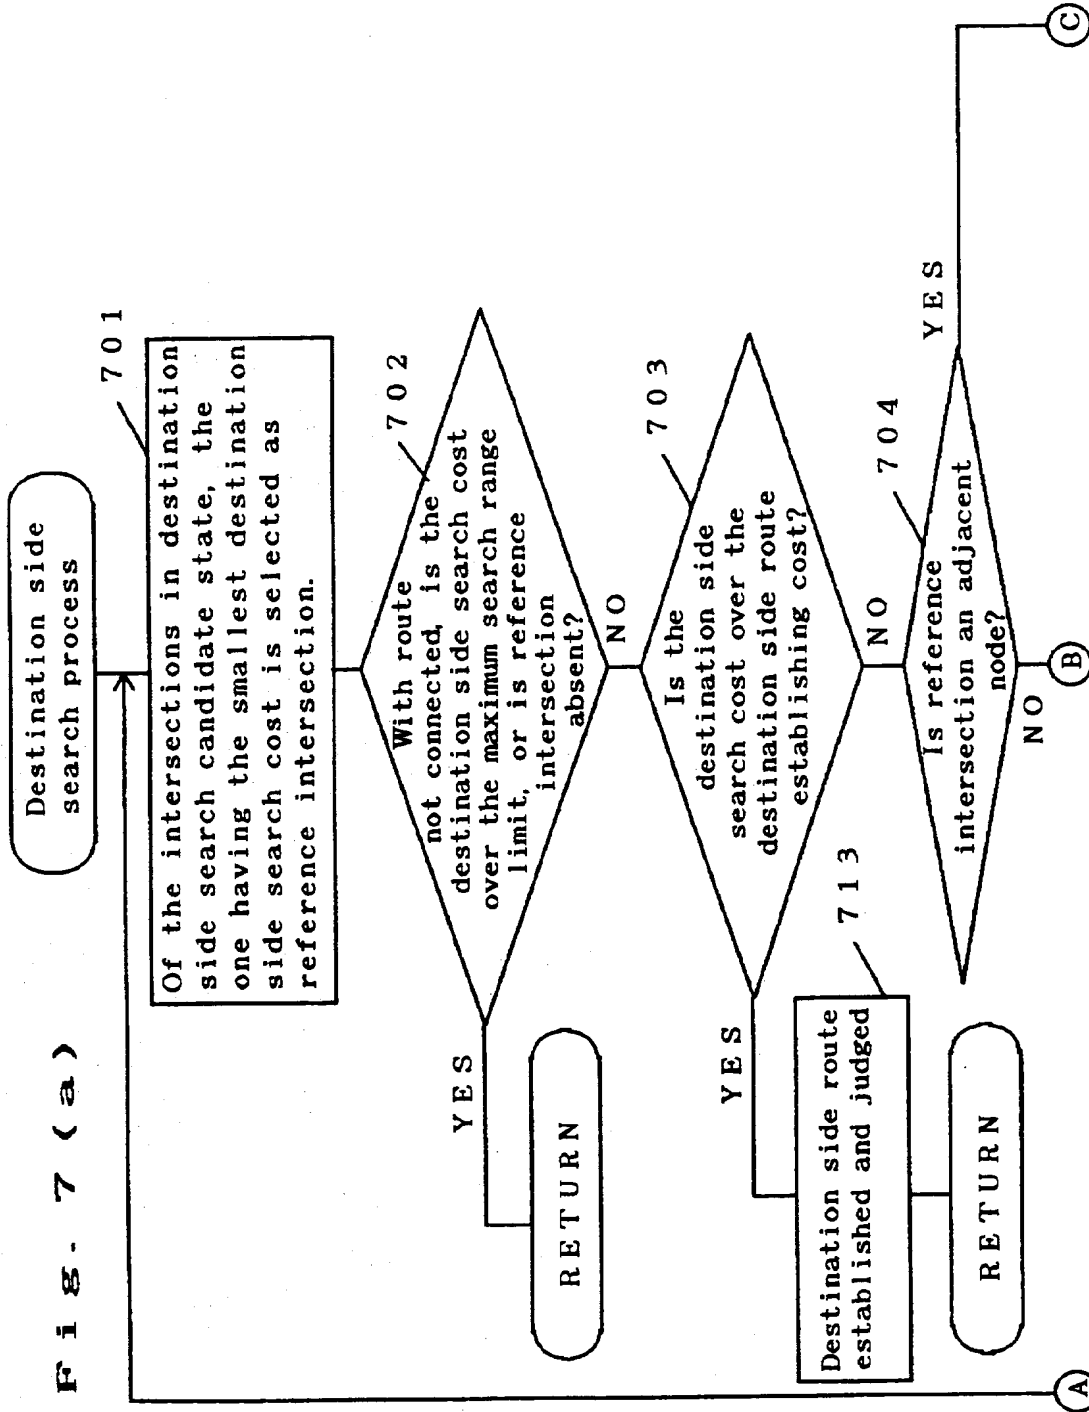 Fig. 7 (a)
Destination side
search process
701
Of the intersections in destination
side search candidate state, the
one having the smallest destination
side search cost is selected as
reference intersection.
702
With route
not connected, is the
destination side search cost
over the maximum search range
limit, or is reference
intersection
absent?
YES
NO
RETURN
703
Is the
destination side
search cost over the
destination side route
establishing cost?
YES
NO
713
Destination side route
established and judged
RETURN
704
Is reference
intersection an adjacent
node?
YES
NO
A
B
C